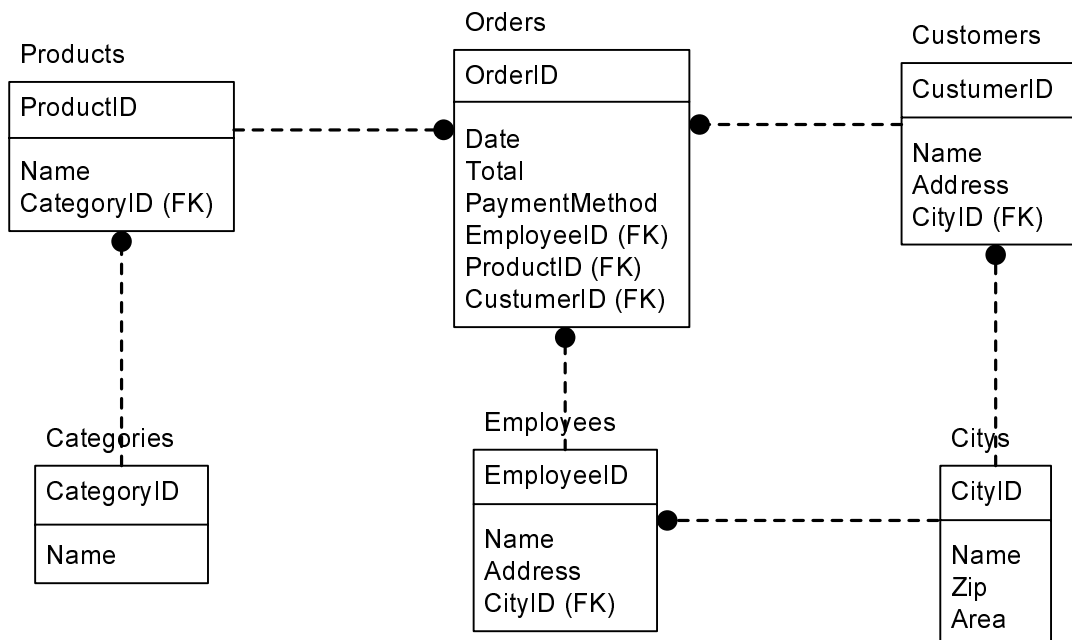 Products
ProductID
Name
CategoryID (FK)
Orders
OrderID
Date
Total
PaymentMethod
EmployeeID (FK)
ProductID (FK)
CustumerID (FK)
Customers
CustumerID
Name
Address
CityID (FK)
Categories
CategoryID
Name
Employees
EmployeeID
Name
Address
CityID (FK)
Citys
CityID
Name
Zip
Area